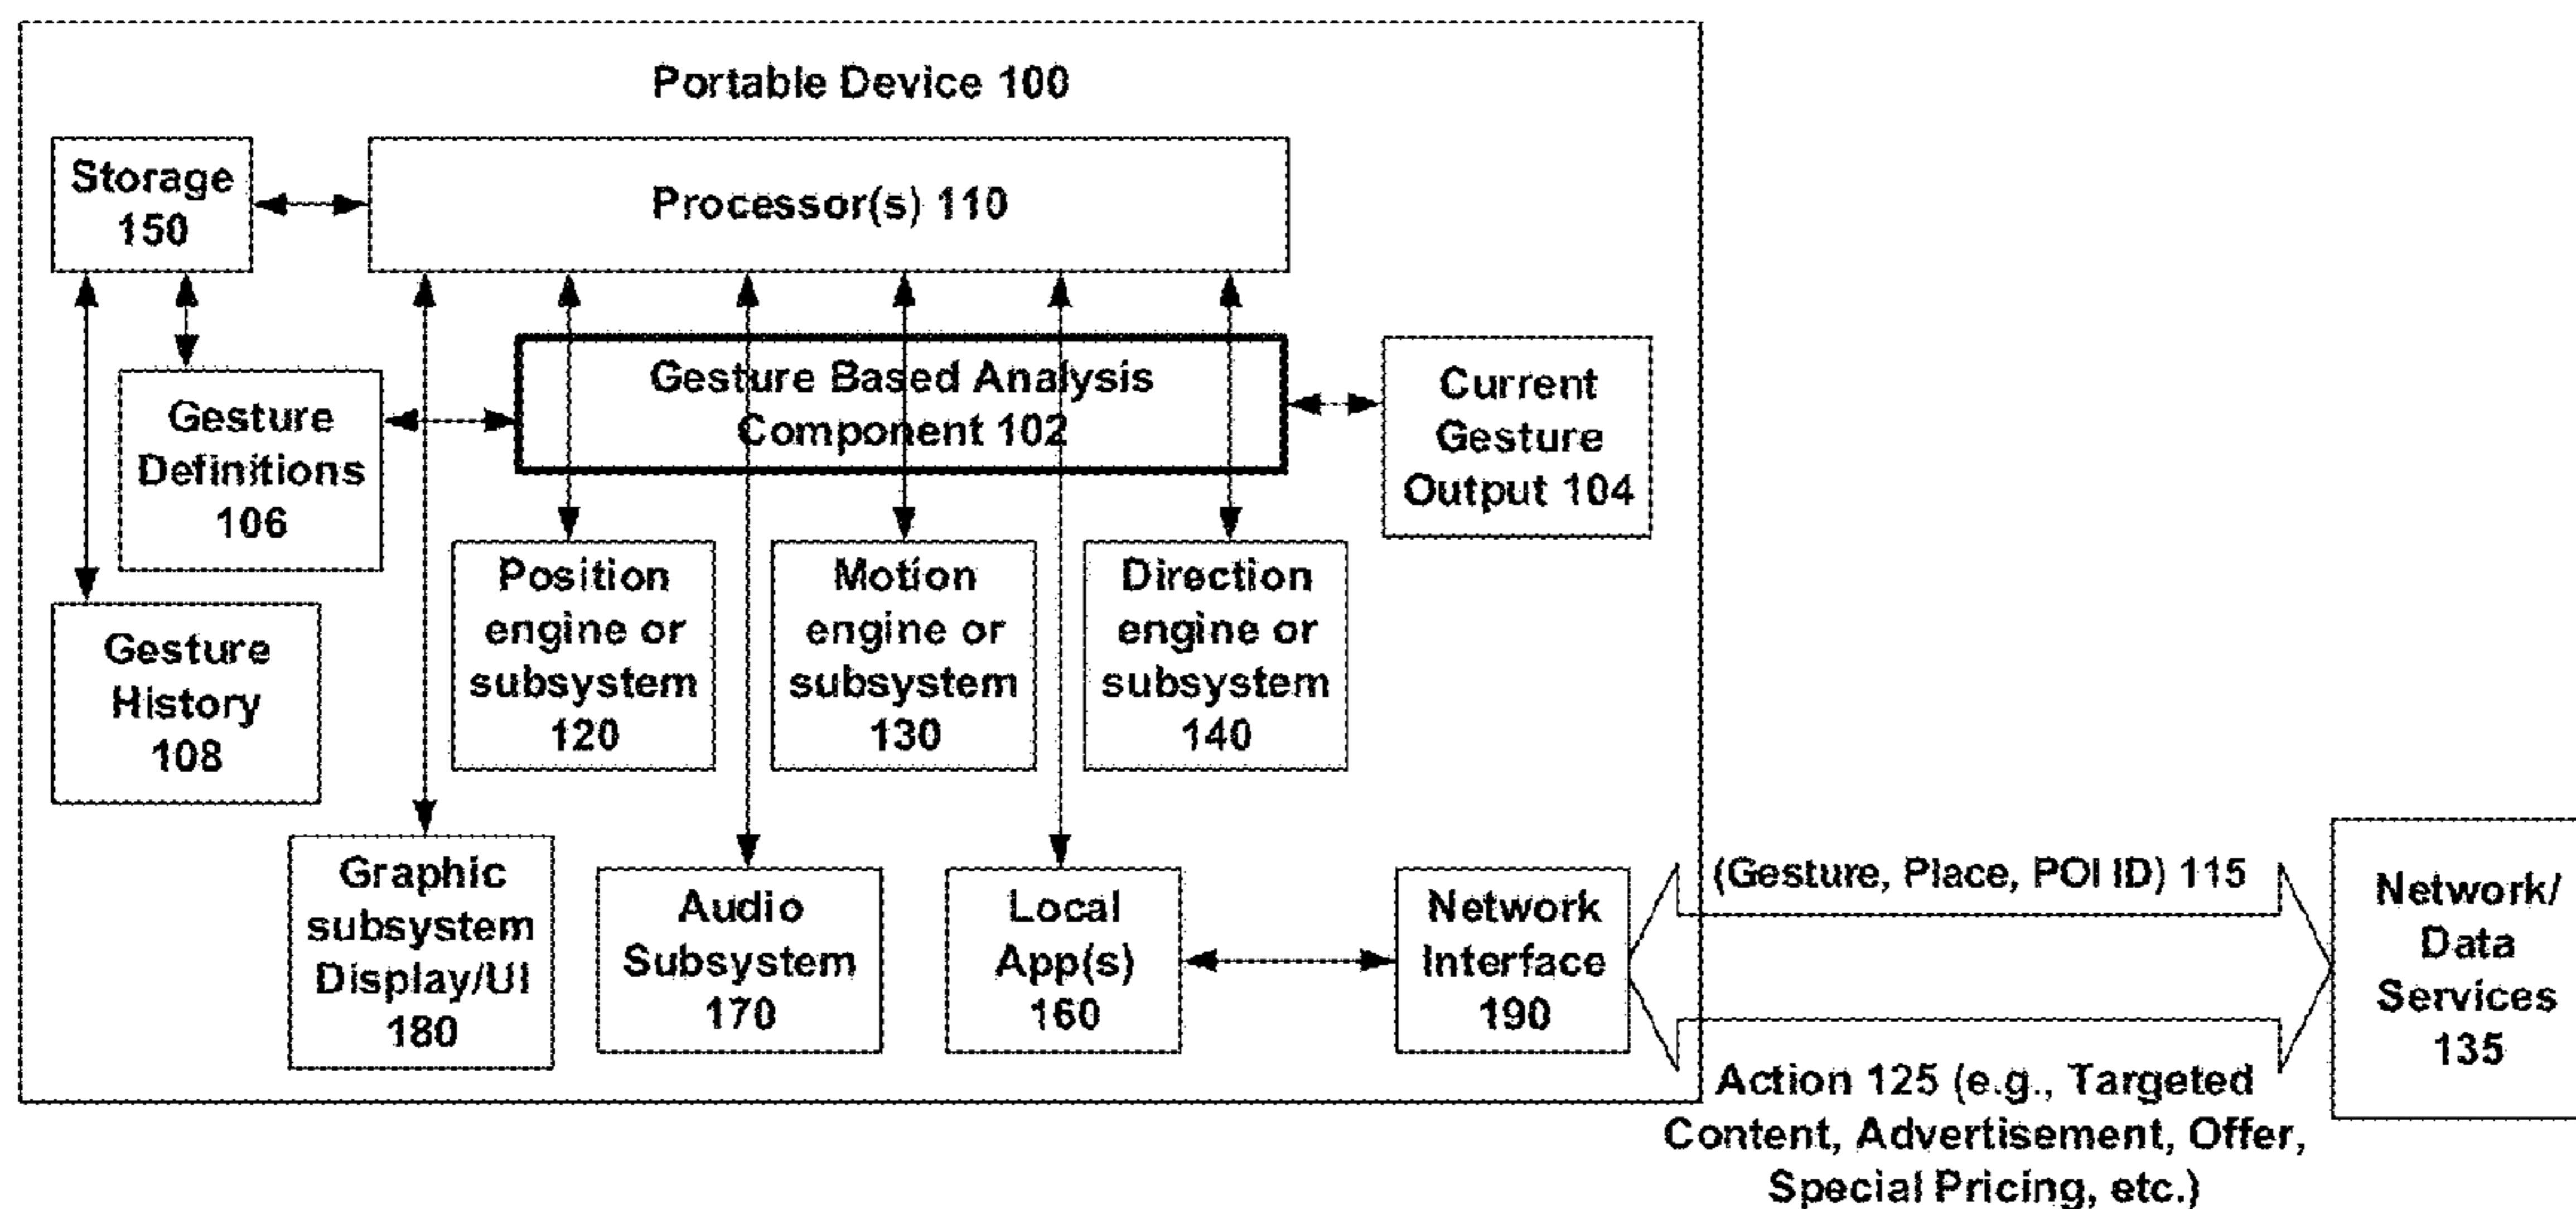 Portable Device 100
Storage
150
Processor(s) 110
Gesture Based Analysis
Component 102
Current
Gesture
Output 104
Gesture
Definitions
106
Position
engine or
subsystem
120
Motion
engine or
subsystem
130
Direction
engine or
subsystem
140
Gesture
History
108
Graphic
subsystem
Display/UI
180
Audio
Subsystem
170
Local
App(s)
160
Network
Interface
190
(Gesture, Place, POI ID) 115
Network/
Data
Services
135
Action 125 (e.g., Targeted
Content, Advertisement, Offer,
Special Pricing, etc.)